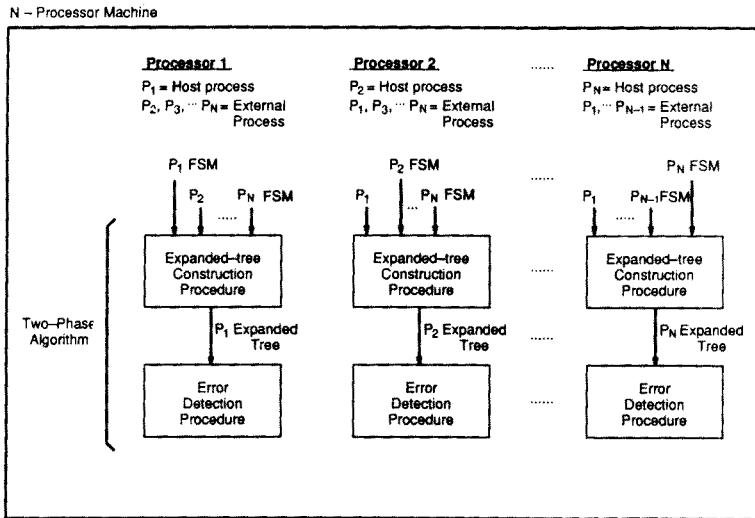 N – Processor Machine
Processor 1
P1 = Host process
P2, P3, ··· PN = External
Process
Processor 2
P2 = Host process
P1, P3, ··· PN = External
Process
......
Processor N
PN = Host process
P1, ··· PN–1 = External
Process
P1 FSM
P2 ..... PN FSM
P2 FSM
P1 ... PN FSM
......
PN FSM
P1 ..... PN–1 FSM
Two–Phase
Algorithm
Expanded–tree
Construction
Procedure
Expanded–tree
Construction
Procedure
......
Expanded–tree
Construction
Procedure
P1 Expanded
Tree
P2 Expanded
Tree
......
PN Expanded
Tree
Error
Detection
Procedure
Error
Detection
Procedure
......
Error
Detection
Procedure